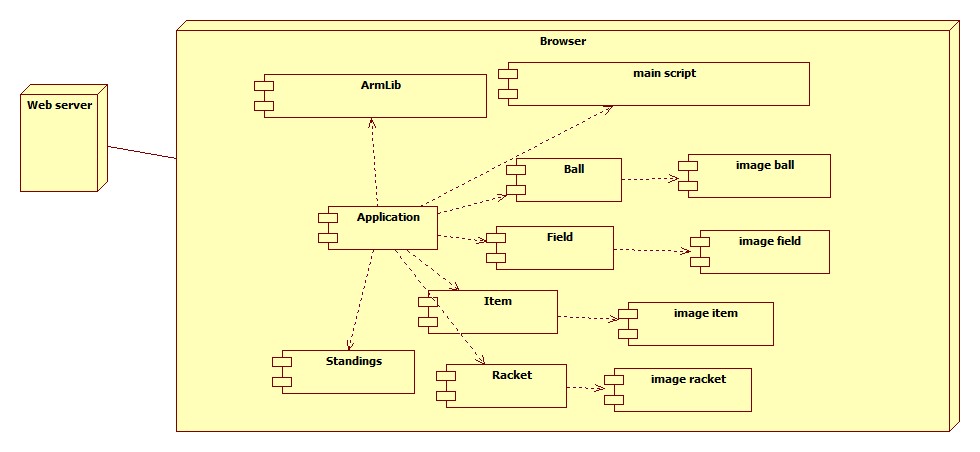 Browser
Web server
ArmLib
main script
Ball
image ball
Application
Field
image field
Item
image item
Standings
Racket
image racket